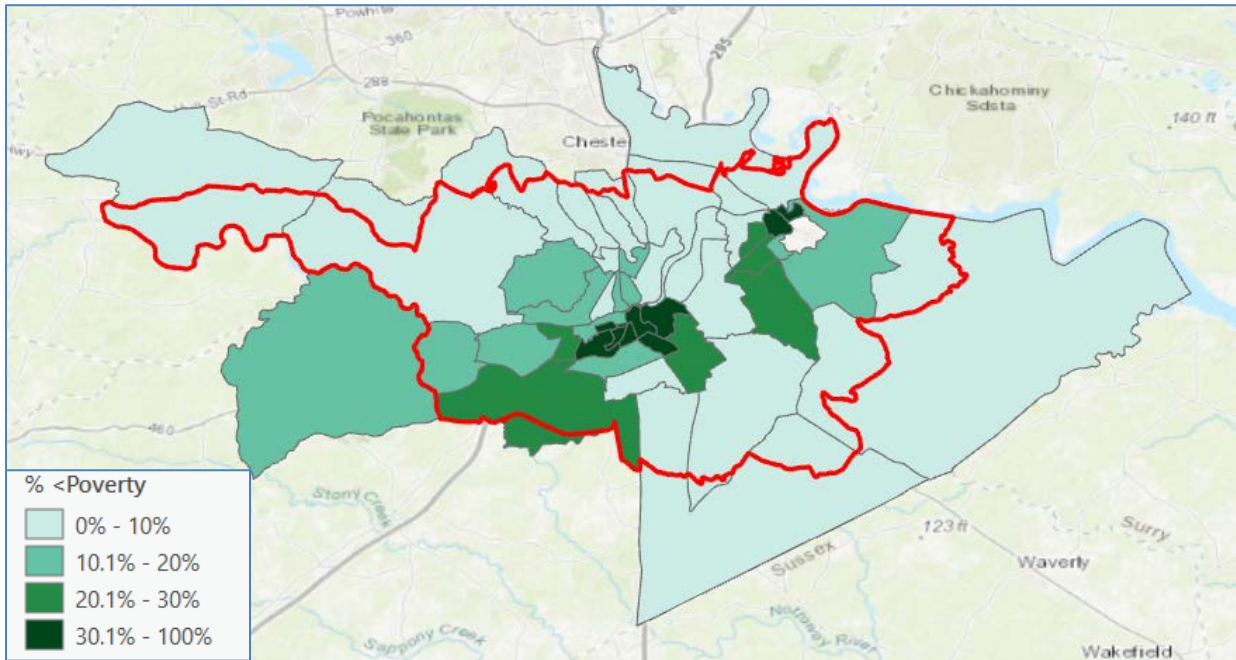 Powhite
360
295
288
Chickahominy
Sdsta
140 ft
Pocahontas
State Park
Cheste
460
% <Poverty
0% - 10%
10.1% - 20%
20.1% - 30%
30.1% - 100%
Stony Creek
Sappony Creek
123 ft
Surry
Sussex
Waverly
Nottoway River
Wakefield